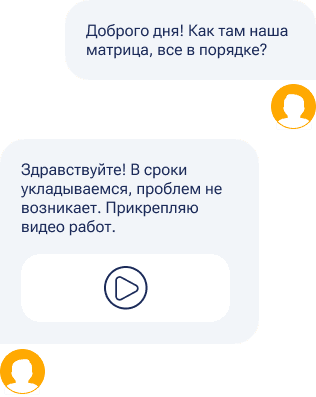 Доброго дня! Как там наша
матрица, все в порядке?
Здравствуйте! В сроки
укладываемся, проблем не
возникает. Прикрепляю
видео работ.